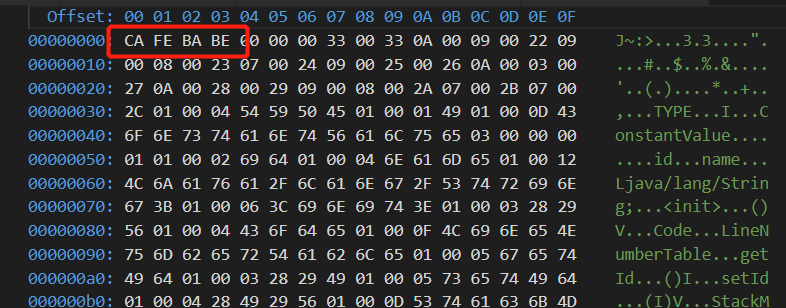 Offset: 00 01 02 03 04 05 06 07 08 09 0A 0B 0C 0D 0E 0F
00000000: CA FE BA BE 00 00 00 33 00 33 0A 00 09 00 22 09 J~:>...3.3....".
00000010: 00 08 00 23 07 00 24 09 00 25 00 26 0A 00 03 00 ...#..$..%.&....
00000020: 27 0A 00 28 00 29 09 00 08 00 2A 07 00 2B 07 00 '..(.)....*..+..
00000030: 2C 01 00 04 54 59 50 45 01 00 01 49 01 00 0D 43 ,...TYPE...I...C
00000040: 6F 6E 73 74 61 6E 74 56 61 6C 75 65 03 00 00 00 onstantValue....
00000050: 01 01 00 02 69 64 01 00 04 6E 61 6D 65 01 00 12 ....id...name...
00000060: 4C 6A 61 76 61 2F 6C 61 6E 67 2F 53 74 72 69 6E Ljava/lang/Strin
00000070: 67 3B 01 00 06 3C 69 6E 69 74 3E 01 00 03 28 29 g;...<init>...()
00000080: 56 01 00 04 43 6F 64 65 01 00 0F 4C 69 6E 65 4E V...Code...LineN
00000090: 75 6D 62 65 72 54 61 62 6C 65 01 00 05 67 65 74 umberTable...get
000000a0: 49 64 01 00 03 28 29 49 01 00 05 73 65 74 49 64 Id...()I...setId
000000b0: 01 00 04 28 49 29 56 01 00 0D 53 74 61 63 6B 4D ...(I)V...StackM